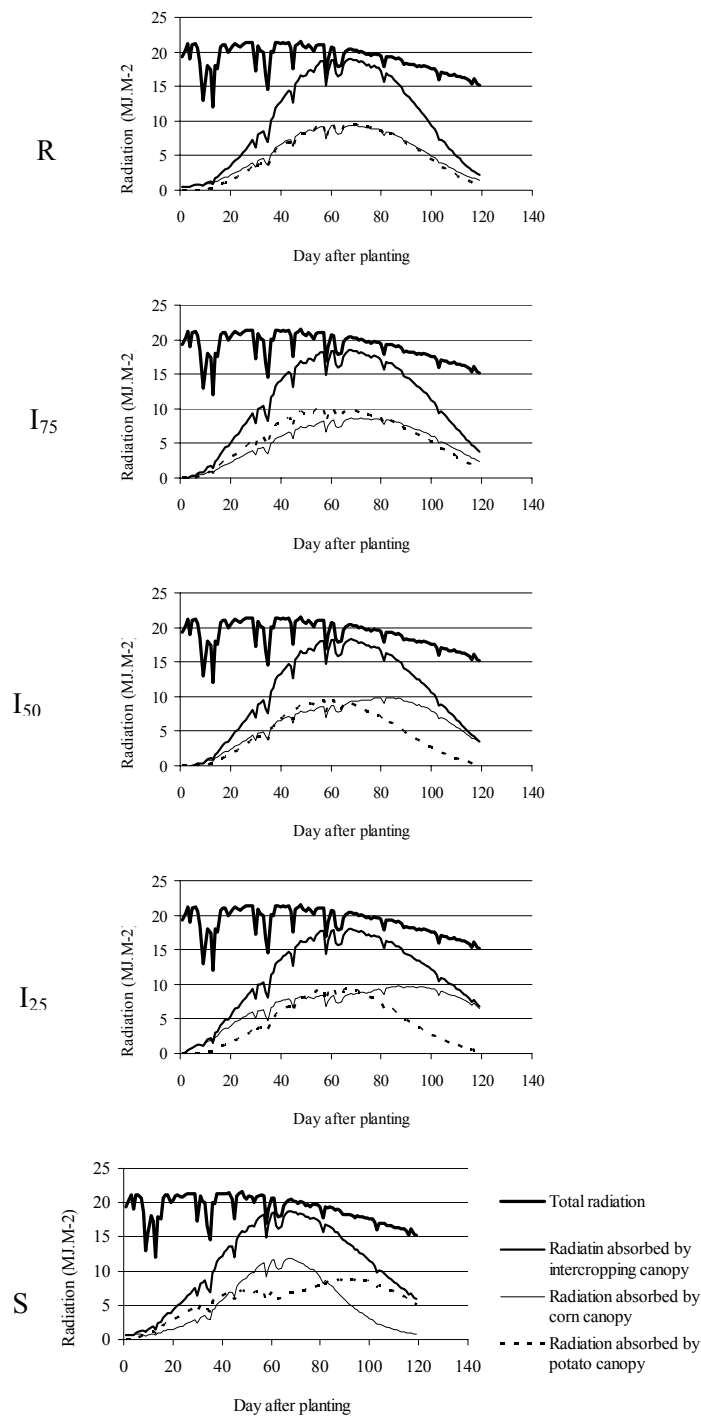 25
20
15
10
5
0
Radiation (MJ.M-2
R
0 20 40 60 80 100 120 140
Day after planting
25
20
15
10
5
0
Radiation (MJ.M-2
I75
0 20 40 60 80 100 120 140
Day after planting
25
20
15
10
5
0
Radiation (MJ.M-2
I50
0 20 40 60 80 100 120 140
Day after planting
25
20
15
10
5
0
Radiation (MJ.M-2
I25
0 20 40 60 80 100 120 140
Day after planting
25
20
15
10
5
0
Radiation (MJ.M-2)
S
0 20 40 60 80 100 120 140
Day after planting
Total radiation
Radiatin absorbed by
intercropping canopy
Radiation absorbed by
corn canopy
Radiation absorbed by
potato canopy